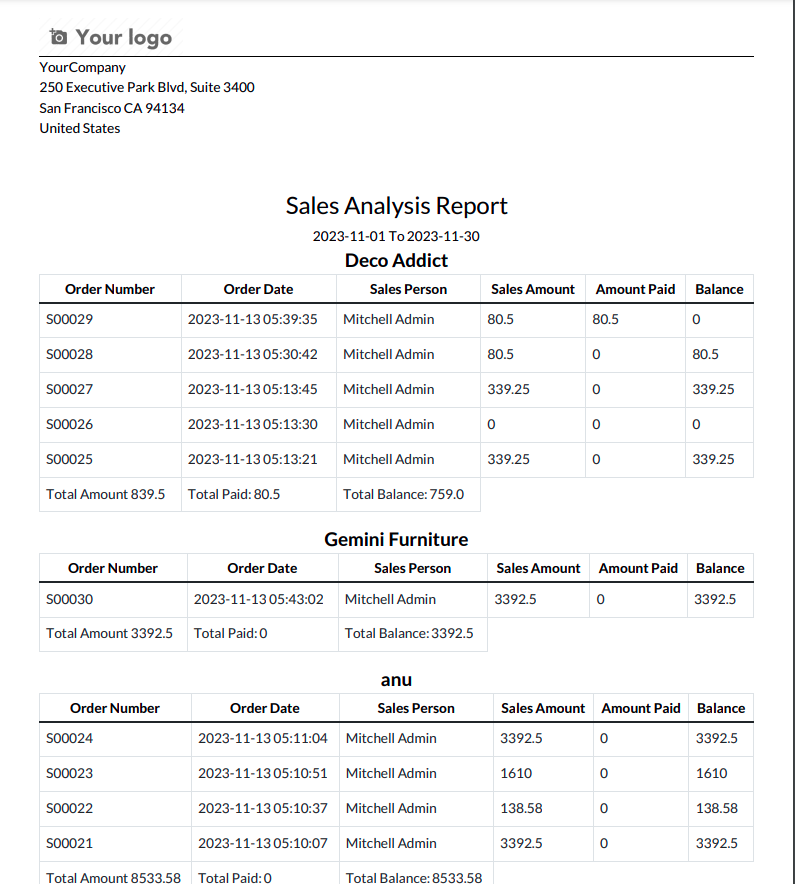 Your logo
YourCompany
250 Executive Park Blvd, Suite 3400
San Francisco CA 94134
United States
Sales Analysis Report
2023-11-01 To 2023-11-30
Deco Addict
Order Number Order Date Sales Person Sales Amount Amount Paid Balance
S00029 2023-11-13 05:39:35 Mitchell Admin 80.5 80.5 0
S00028 2023-11-13 05:30:42 Mitchell Admin 80.5 0 80.5
S00027 2023-11-13 05:13:45 Mitchell Admin 339.25 0 339.25
S00026 2023-11-13 05:13:30 Mitchell Admin 0 0 0
S00025 2023-11-13 05:13:21 Mitchell Admin 339.25 0 339.25
Total Amount 839.5 Total Paid: 80.5 Total Balance: 759.0
Gemini Furniture
Order Number Order Date Sales Person Sales Amount Amount Paid Balance
S00030 2023-11-13 05:43:02 Mitchell Admin 3392.5 0 3392.5
Total Amount 3392.5 Total Paid: 0 Total Balance: 3392.5
anu
Order Number Order Date Sales Person Sales Amount Amount Paid Balance
S00024 2023-11-13 05:11:04 Mitchell Admin 3392.5 0 3392.5
S00023 2023-11-13 05:10:51 Mitchell Admin 1610 0 1610
S00022 2023-11-13 05:10:37 Mitchell Admin 138.58 0 138.58
S00021 2023-11-13 05:10:07 Mitchell Admin 3392.5 0 3392.5
Total Amount 8533.58 Total Paid: 0 Total Balance: 8533.58